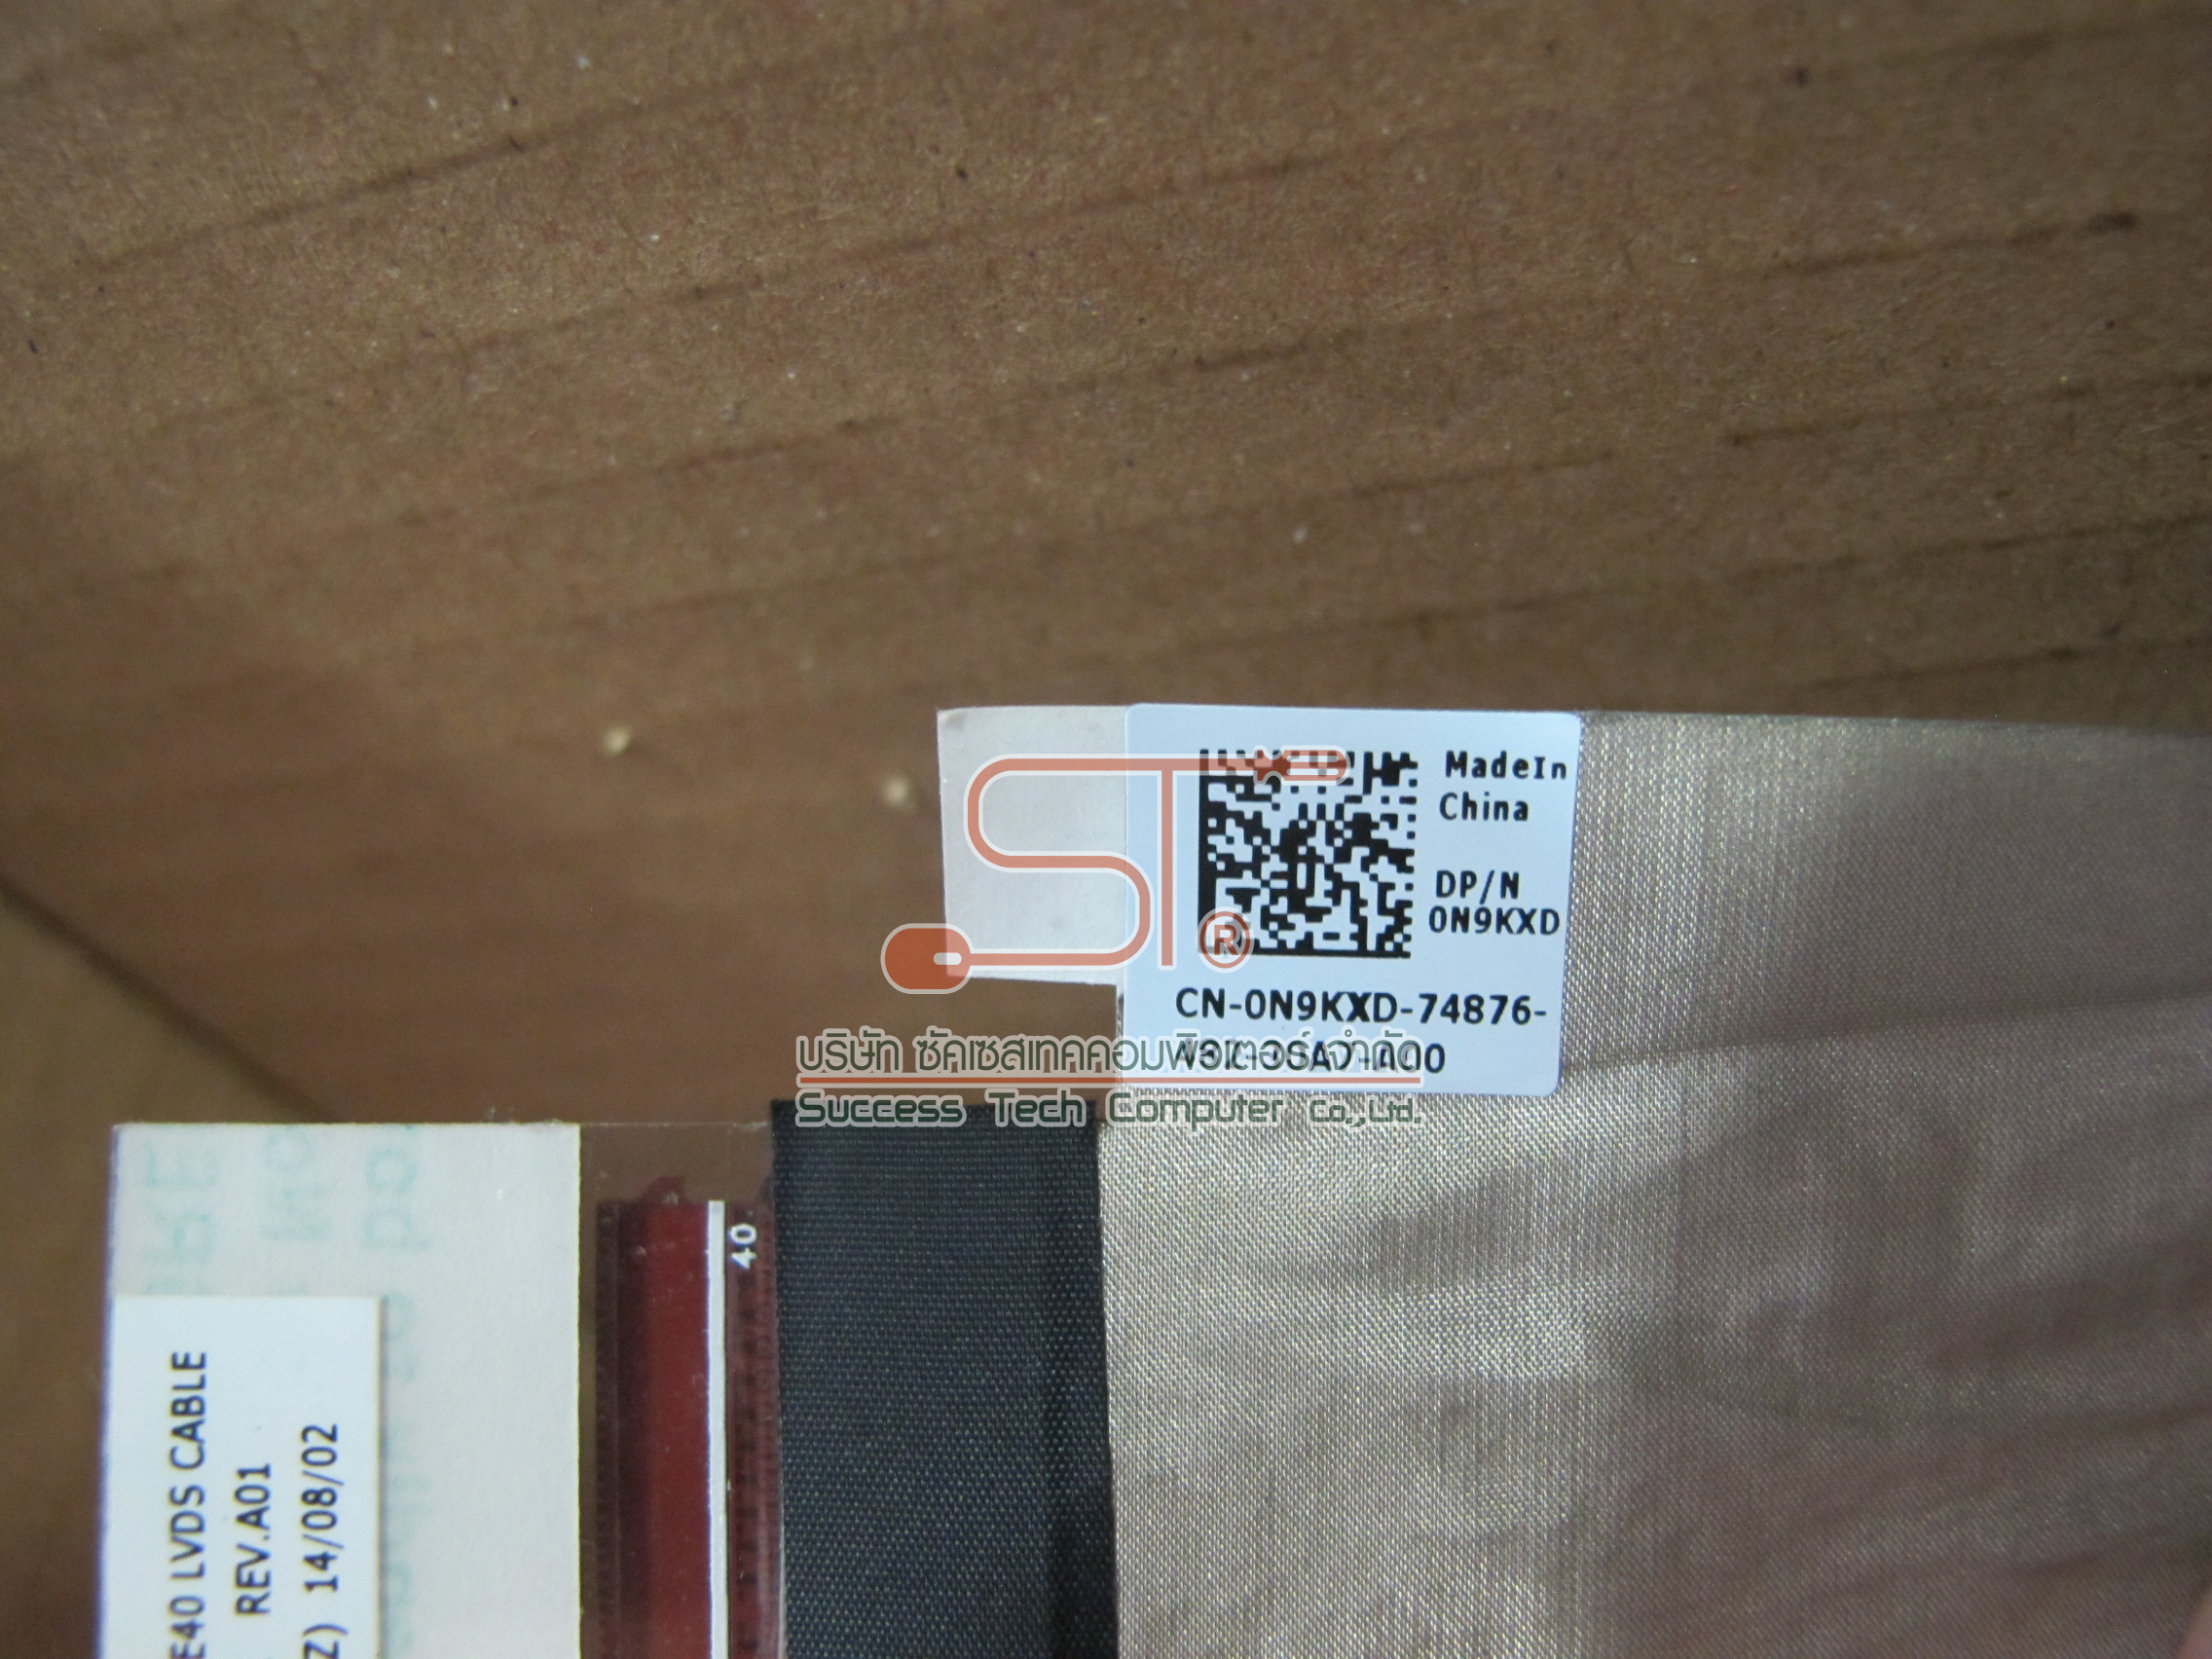 MadeIn
China
DP/N
0N9KXD
CN-0N9KXD-74876-
ST®
บริษัท ซัคเซสเทคคอมพิวเตอร์ จำกัด
Success Tech Computer Co.,Ltd.
40
E40 LVDS CABLE
REV.A01
Z) 14/08/02